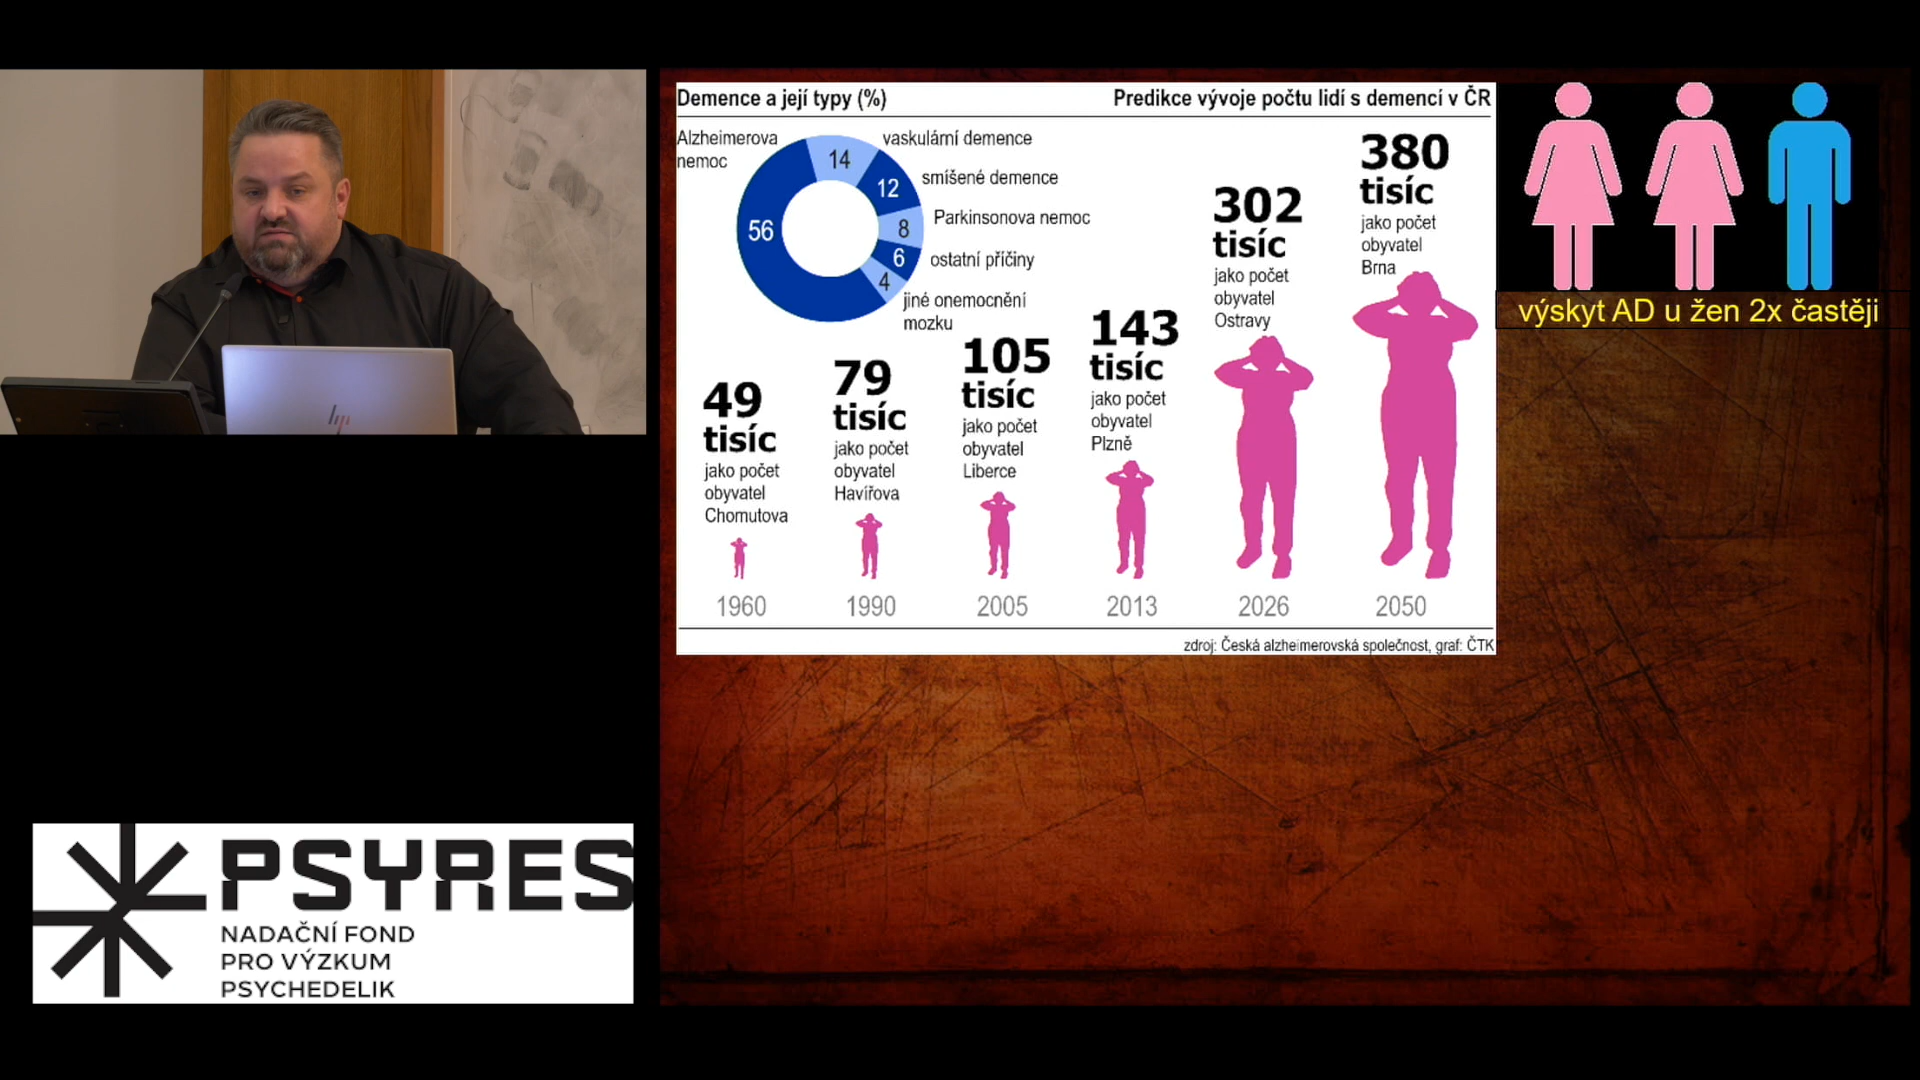 Demence a její typy (%)
Predikce vývoje počtu lidí s demencí v ČR
Alzheimerova
nemoc
vaskulární demence
smíšené demence
Parkinsonova nemoc
ostatní příčiny
jiné onemocnění
mozku
56
14
12
8
6
4
49
tisíc
jako počet
obyvatel
Chomutova
1960
79
tisíc
jako počet
obyvatel
Havířova
1990
105
tisíc
jako počet
obyvatel
Liberce
2005
143
tisíc
jako počet
obyvatel
Plzně
2013
302
tisíc
jako počet
obyvatel
Ostravy
2026
380
tisíc
jako počet
obyvatel
Brna
2050
zdroj: Česká alzheimerovská společnost, graf: ČTK
výskyt AD u žen 2x častěji
hp
PSYRES
NADAČNÍ FOND
PRO VÝZKUM
PSYCHEDELIK